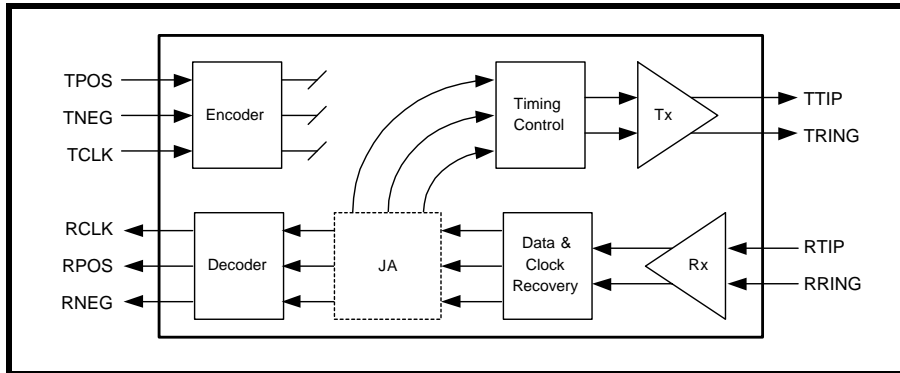 TPOS
TNEG
TCLK
Encoder
Timing
Control
Tx
TTIP
TRING
RCLK
RPOS
RNEG
Decoder
JA
Data &
Clock
Recovery
Rx
RTIP
RRING